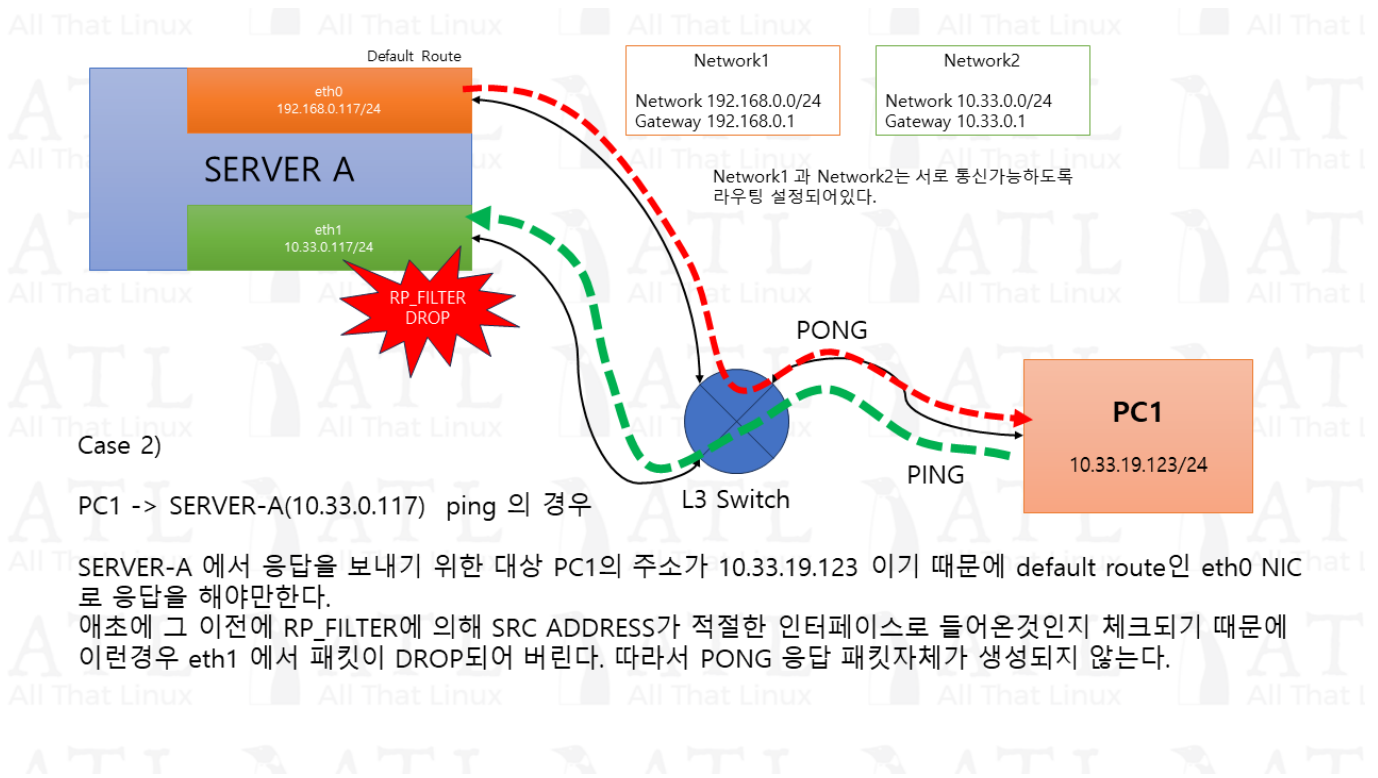 Default Route
eth0
192.168.0.117/24
SERVER A
eth1
10.33.0.117/24
RP_FILTER
DROP
Network1
Network 192.168.0.0/24
Gateway 192.168.0.1
Network2
Network 10.33.0.0/24
Gateway 10.33.0.1
Network1 과 Network2는 서로 통신가능하도록
라우팅 설정되어있다.
PONG
PING
L3 Switch
PC1
10.33.19.123/24
Case 2)
PC1 -> SERVER-A(10.33.0.117) ping 의 경우
SERVER-A 에서 응답을 보내기 위한 대상 PC1의 주소가 10.33.19.123 이기 때문에 default route인 eth0 NIC
로 응답을 해야만한다.
애초에 그 이전에 RP_FILTER에 의해 SRC ADDRESS가 적절한 인터페이스로 들어온것인지 체크되기 때문에
이런경우 eth1 에서 패킷이 DROP되어 버린다. 따라서 PONG 응답 패킷자체가 생성되지 않는다.
ATL
All That Linux